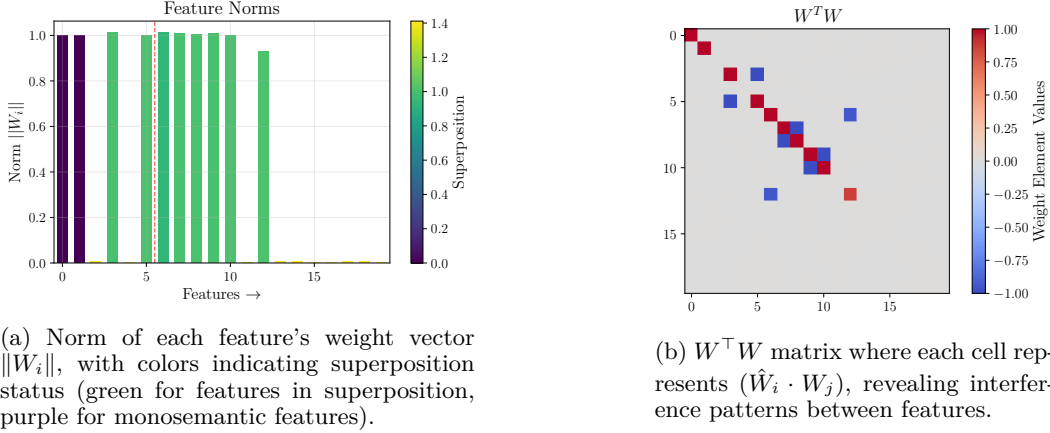 Feature Norms
1.0
0.8
0.6
0.4
0.2
0.0
Norm ||W_i||
0
5
10
15
Features →
1.4
1.2
1.0
0.8
0.6
0.4
0.2
0.0
Superposition
(a) Norm of each feature's weight vector
∥W_i∥, with colors indicating superposition
status (green for features in superposition,
purple for monosemantic features).
W^T W
0
5
10
15
0
5
10
15
1.00
0.75
0.50
0.25
0.00
−0.25
−0.50
−0.75
−1.00
Weight Element Values
(b) W^⊤W matrix where each cell rep-
resents (Ŵ_i · W_j), revealing interfer-
ence patterns between features.